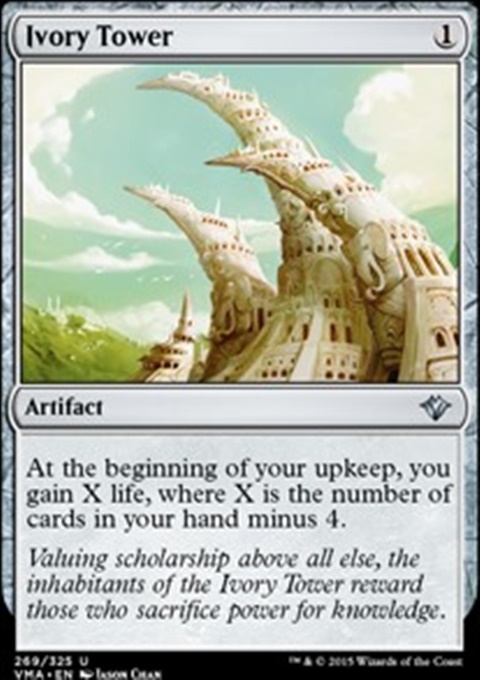 Ivory Tower 1
Artifact
At the beginning of your upkeep, you
gain X life, where X is the number of
cards in your hand minus 4.
Valuing scholarship above all else, the
inhabitants of the Ivory Tower reward
those who sacrifice power for knowledge.
269/325 U
VMA • EN Jason Chan
™ & © 2015 Wizards of the Coast